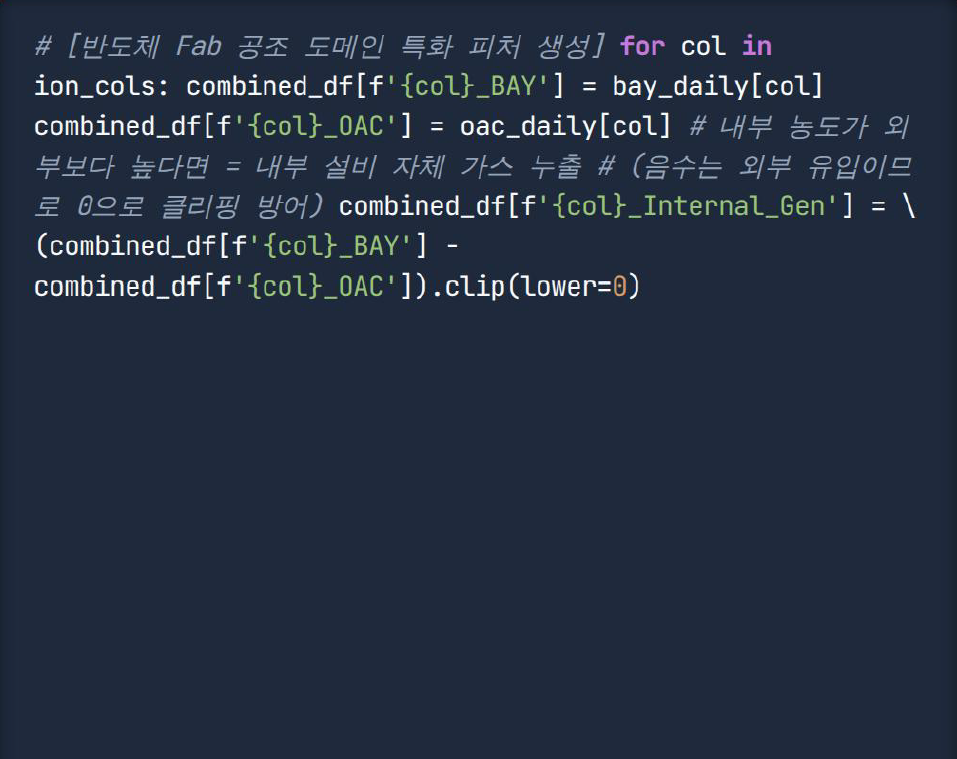 # [반도체 Fab 공조 도메인 특화 피처 생성] for col in
ion_cols: combined_df[f'{col}_BAY'] = bay_daily[col]
combined_df[f'{col}_OAC'] = oac_daily[col] # 내부 농도가 외
부보다 높다면 = 내부 설비 자체 가스 누출 # (음수는 외부 유입이므
로 0으로 클리핑 방어) combined_df[f'{col}_Internal_Gen'] = \
(combined_df[f'{col}_BAY'] -
combined_df[f'{col}_OAC']).clip(lower=0)